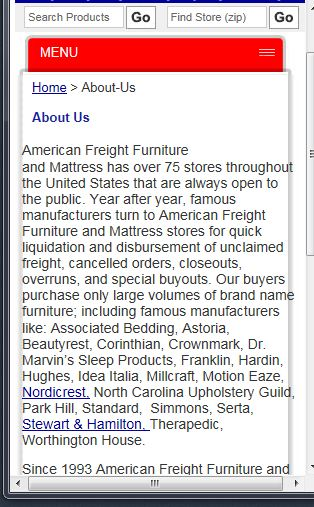 Search Products Go Find Store (zip) Go
MENU
Home > About-Us
About Us
American Freight Furniture
and Mattress has over 75 stores throughout
the United States that are always open to
the public. Year after year, famous
manufacturers turn to American Freight
Furniture and Mattress stores for quick
liquidation and disbursement of unclaimed
freight, cancelled orders, closeouts,
overruns, and special buyouts. Our buyers
purchase only large volumes of brand name
furniture; including famous manufacturers
like: Associated Bedding, Astoria,
Beautyrest, Corinthian, Crownmark, Dr.
Marvin's Sleep Products, Franklin, Hardin,
Hughes, Idea Italia, Millcraft, Motion Eaze,
Nordicrest, North Carolina Upholstery Guild,
Park Hill, Standard, Simmons, Serta,
Stewart & Hamilton, Therapedic,
Worthington House.
Since 1993 American Freight Furniture and